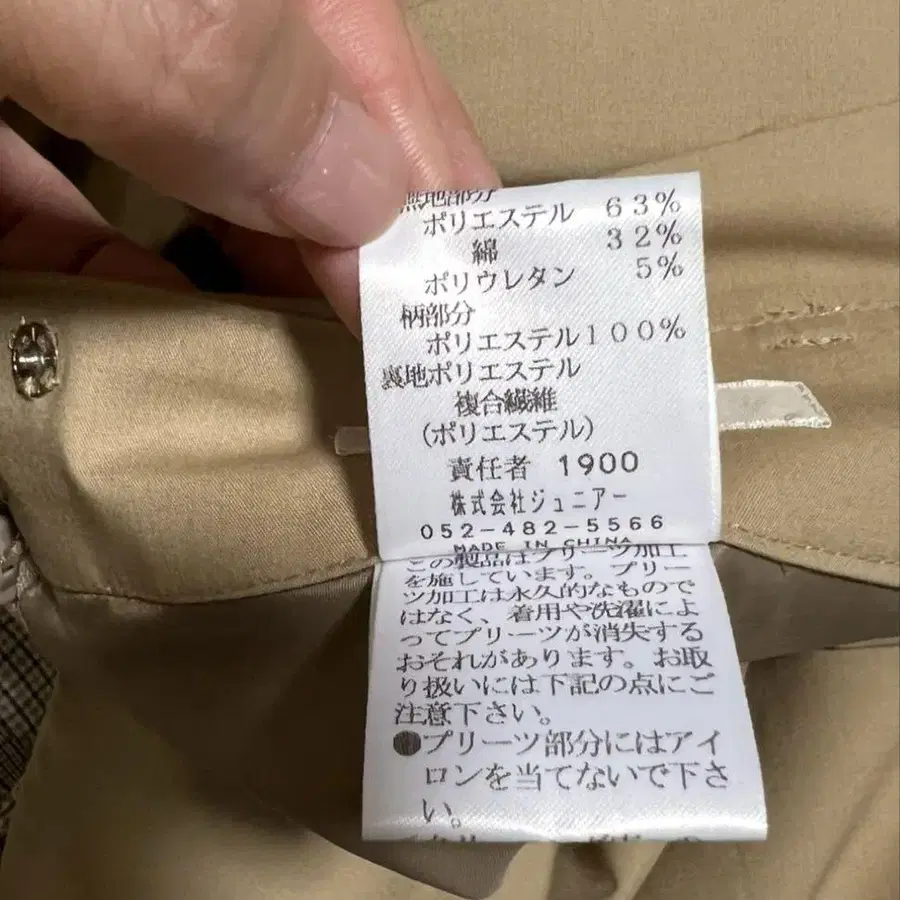 無地部分
ポリエステル 63%
綿 32%
ポリウレタン 5%
柄部分
ポリエステル100%
裏地ポリエステル
複合繊維
(ポリエステル)
責任者 1900
株式会社ジュニアー
052-482-5566
MADE IN CHINA
この製品はプリーツ加工
を施しています。プリー
ツ加工は永久的なもので
はなく、着用や洗濯によ
ってプリーツが消失する
おそれがあります。お取
り扱いには下記の点にご
注意下さい。
●プリーツ部分にはアイ
ロンを当てないで下さ
い。